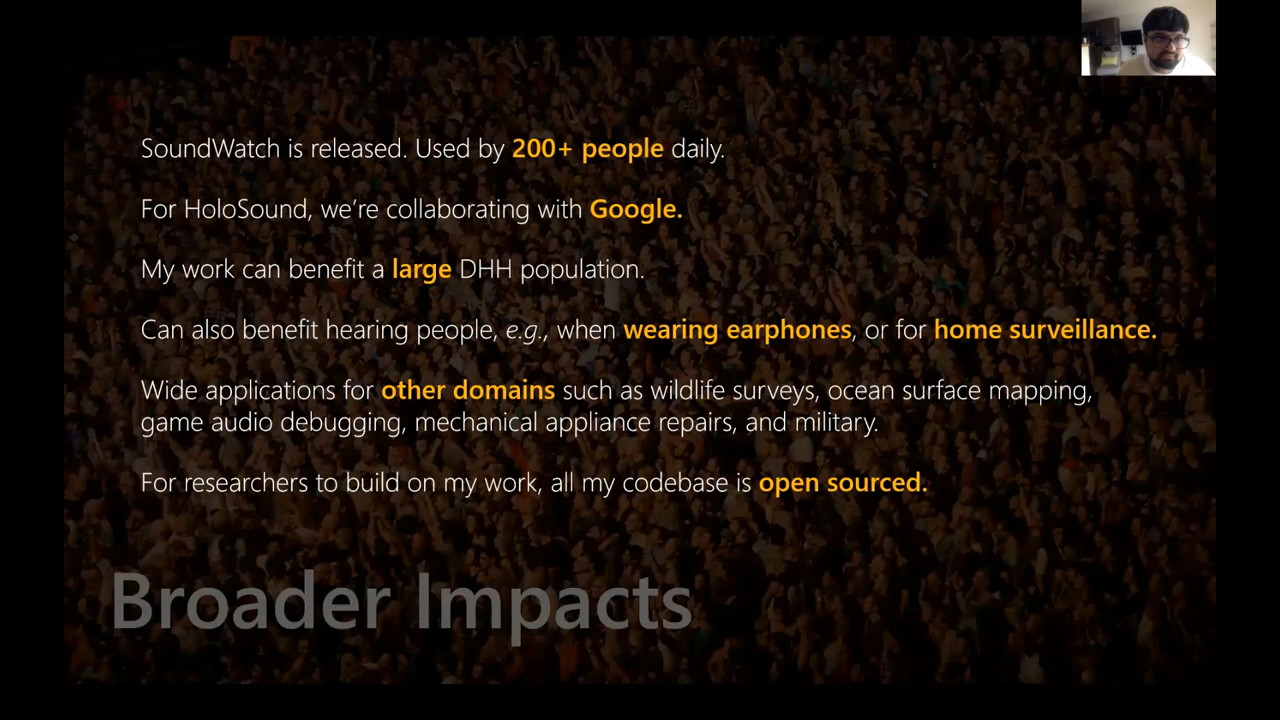 SoundWatch is released. Used by 200+ people daily.
For HoloSound, we’re collaborating with Google.
My work can benefit a large DHH population.
Can also benefit hearing people, e.g., when wearing earphones, or for home surveillance.
Wide applications for other domains such as wildlife surveys, ocean surface mapping,
game audio debugging, mechanical appliance repairs, and military.
For researchers to build on my work, all my codebase is open sourced.
Broader Impacts